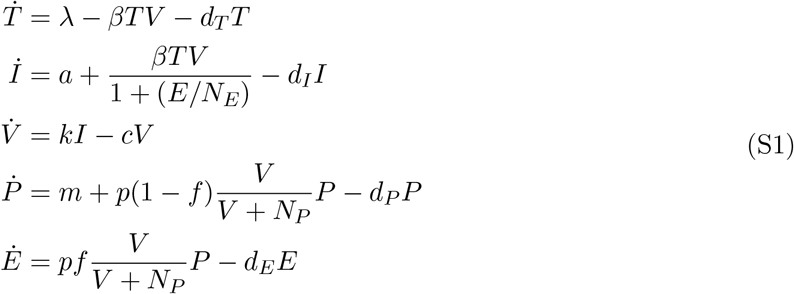 Ṫ = λ − βTV − d_T T
İ = a + βTV / (1 + (E/N_E)) − d_I I
V̇ = kI − cV
(S1)
Ṗ = m + p(1 − f) V / (V + N_P) P − d_P P
Ė = pf V / (V + N_P) P − d_E E